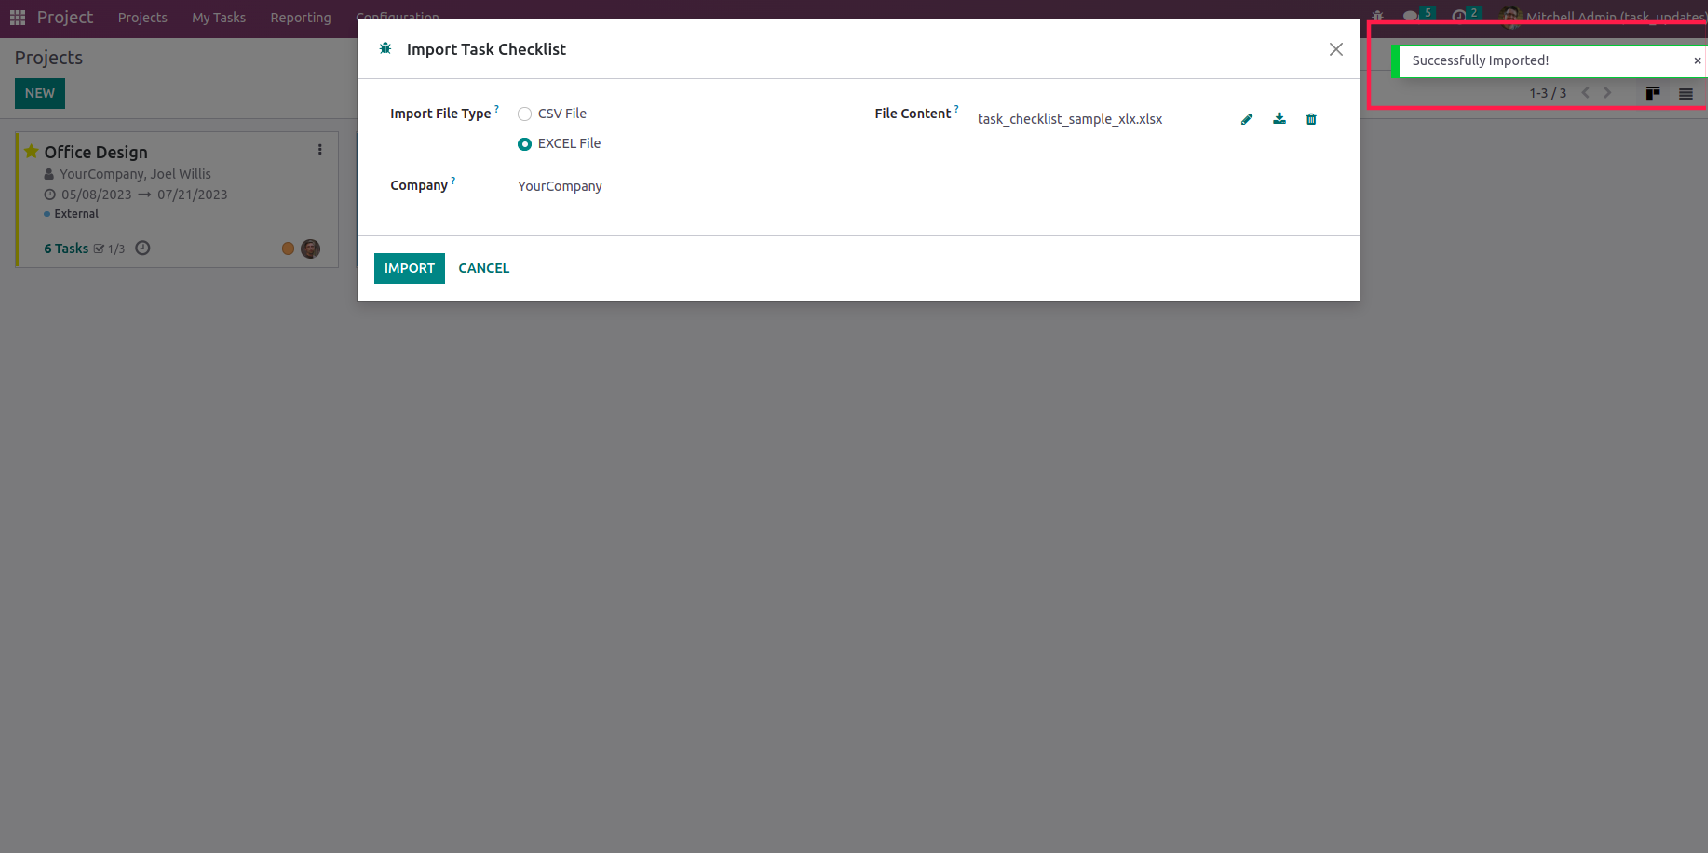 Project Projects My Tasks Reporting Configuration 5 2 Mitchell Admin (task_updates)
Projects
NEW
Import Task Checklist
Successfully Imported! ×
1-3 / 3
Import File Type ? CSV File
EXCEL File
File Content ? task_checklist_sample_xlx.xlsx
Company ? YourCompany
IMPORT CANCEL
Office Design
YourCompany, Joel Willis
05/08/2023 → 07/21/2023
External
6 Tasks 1/3